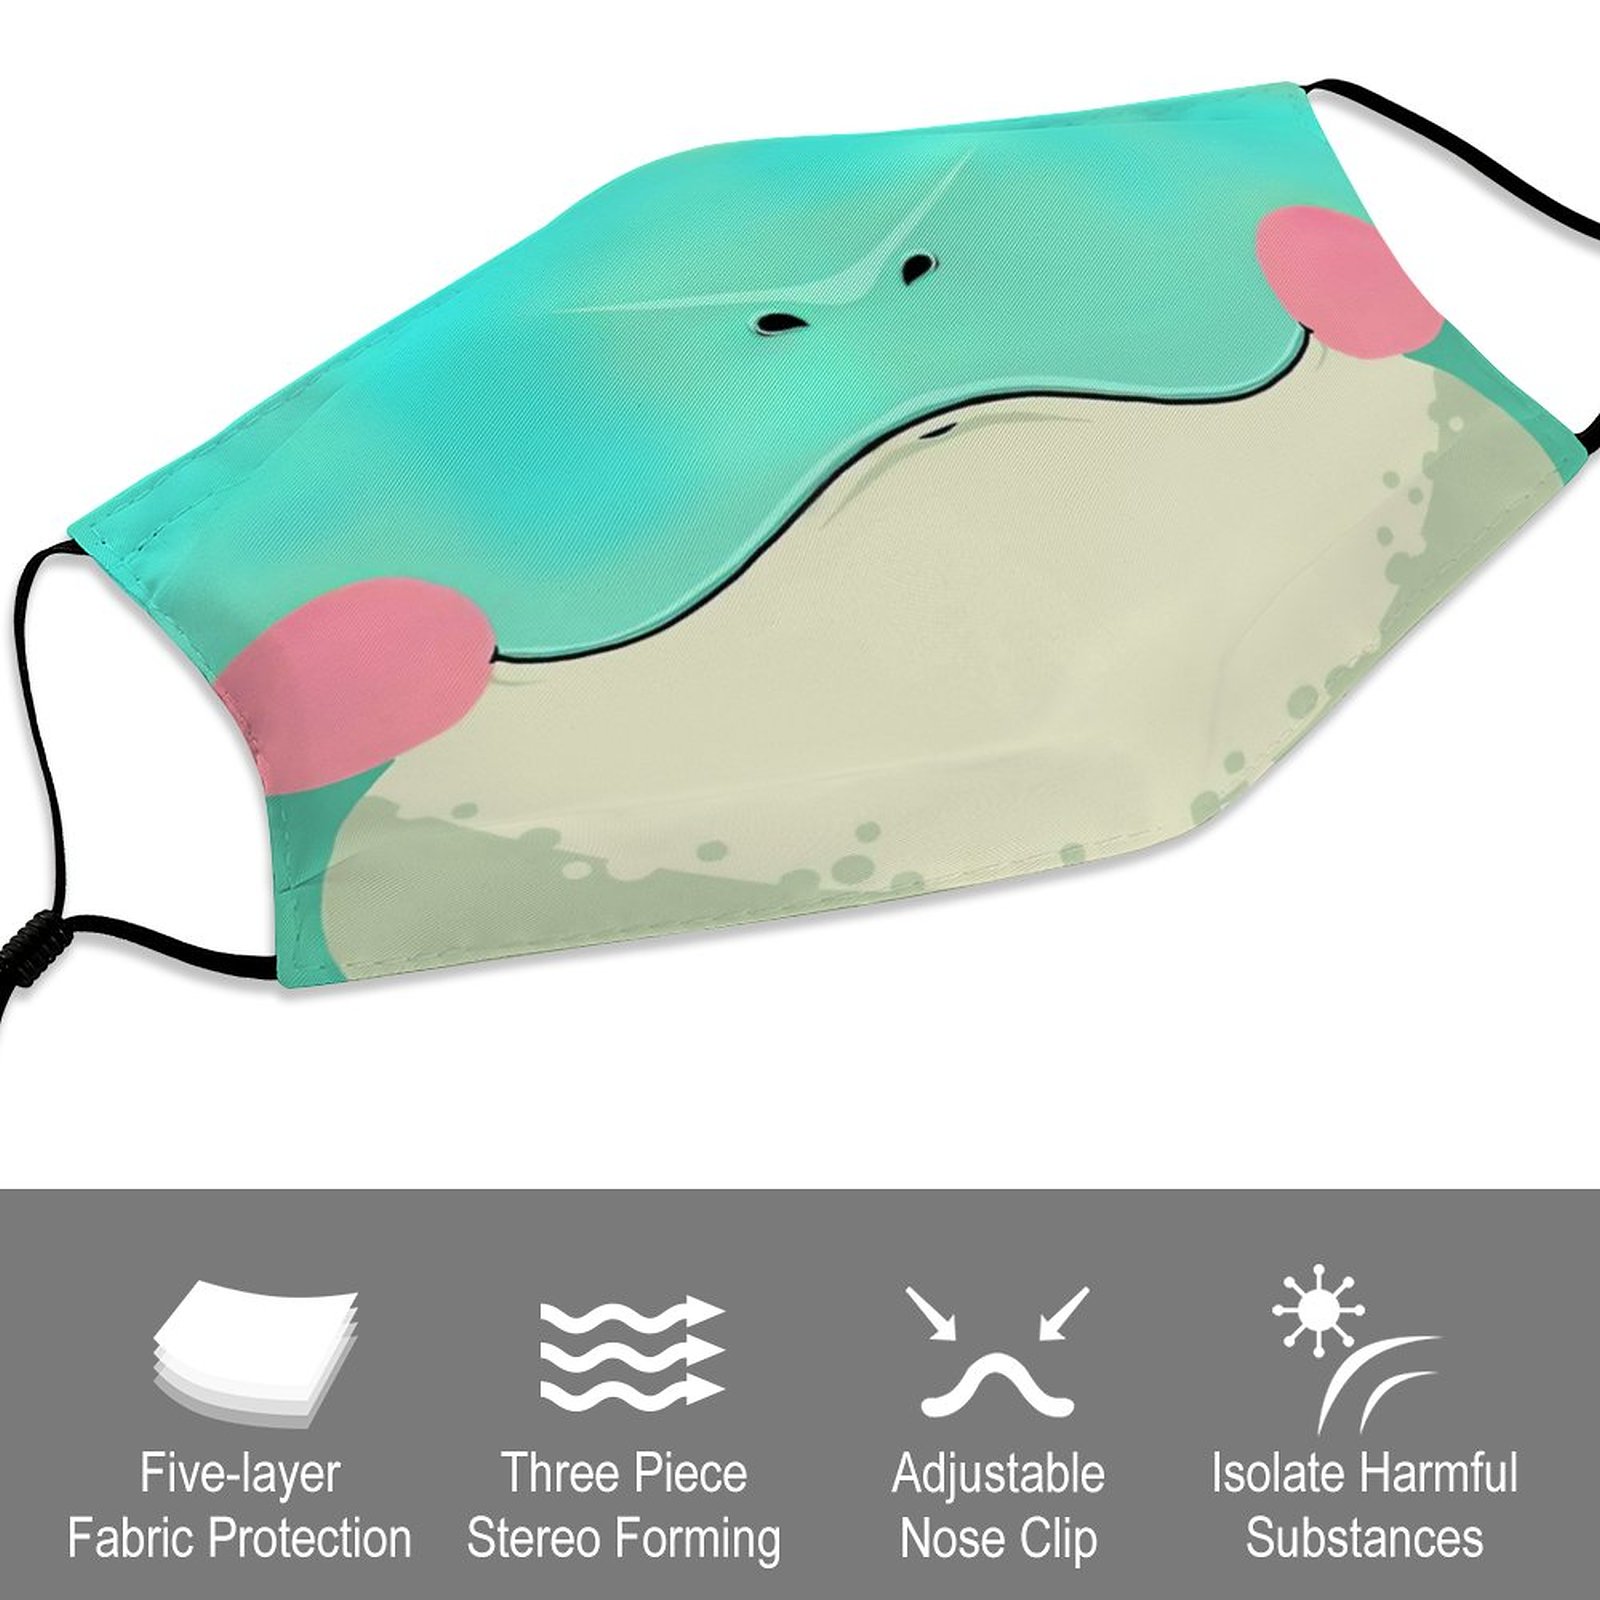 Five-layer
Fabric Protection
Three Piece
Stereo Forming
Adjustable
Nose Clip
Isolate Harmful
Substances